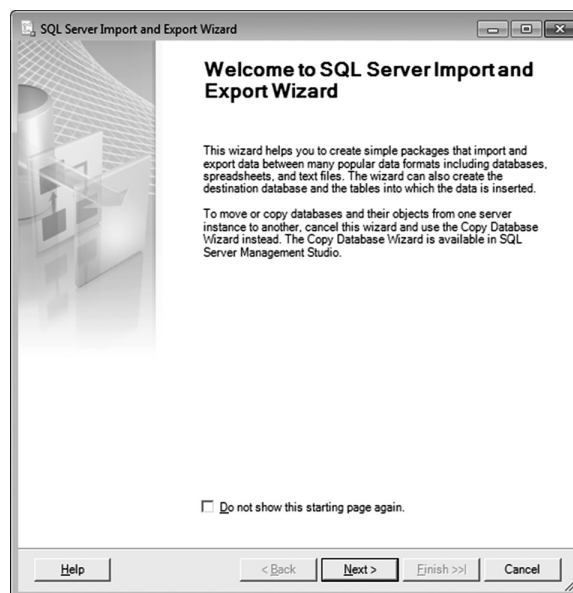 SQL Server Import and Export Wizard
Welcome to SQL Server Import and
Export Wizard
This wizard helps you to create simple packages that import and
export data between many popular data formats including databases,
spreadsheets, and text files. The wizard can also create the
destination database and the tables into which the data is inserted.
To move or copy databases and their objects from one server
instance to another, cancel this wizard and use the Copy Database
Wizard instead. The Copy Database Wizard is available in SQL
Server Management Studio.
Do not show this starting page again.
Help
< Back
Next >
Finish >>|
Cancel